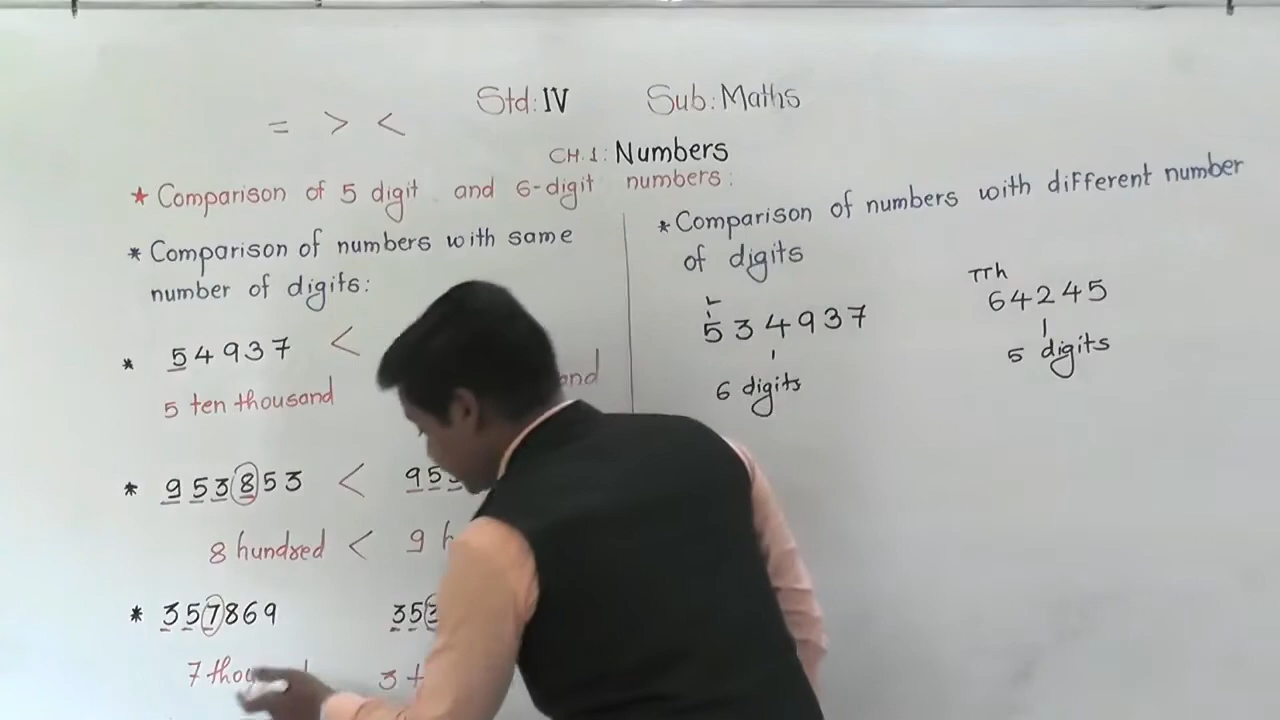 Std: IV Sub: Maths
= > <
CH. 1: Numbers
* Comparison of 5 digit and 6-digit numbers:
* Comparison of numbers with same
number of digits:
* 54937 <
5 ten thousand
* 953853 < 953
8 hundred < 9
* 357869 353
7 3
* Comparison of numbers with different number
of digits
L TTh
534937 64245
6 digits 5 digits